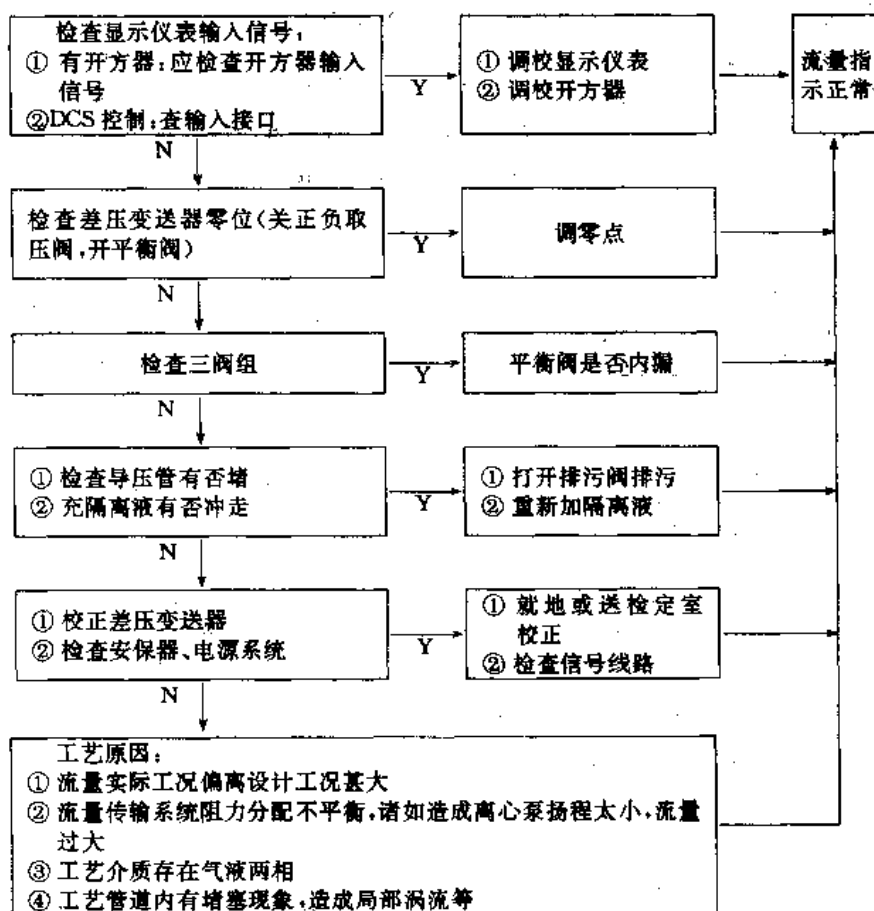 检查显示仪表输入信号:
① 有开方器:应检查开方器输入
信号
②DCS 控制:查输入接口
Y
① 调校显示仪表
② 调校开方器
流量指
示正常
N
检查差压变送器零位(关正负取
压阀,开平衡阀)
Y
调零点
N
检查三阀组
Y
平衡阀是否内漏
N
① 检查导压管有否堵
② 充隔离液有否冲走
Y
① 打开排污阀排污
② 重新加隔离液
N
① 校正差压变送器
② 检查安保器、电源系统
Y
① 就地或送检定室
校正
② 检查信号线路
N
工艺原因:
① 流量实际工况偏离设计工况甚大
② 流量传输系统阻力分配不平衡,诸如造成离心泵扬程太小,流量
过大
③ 工艺介质存在气液两相
④ 工艺管道内有堵塞现象,造成局部涡流等